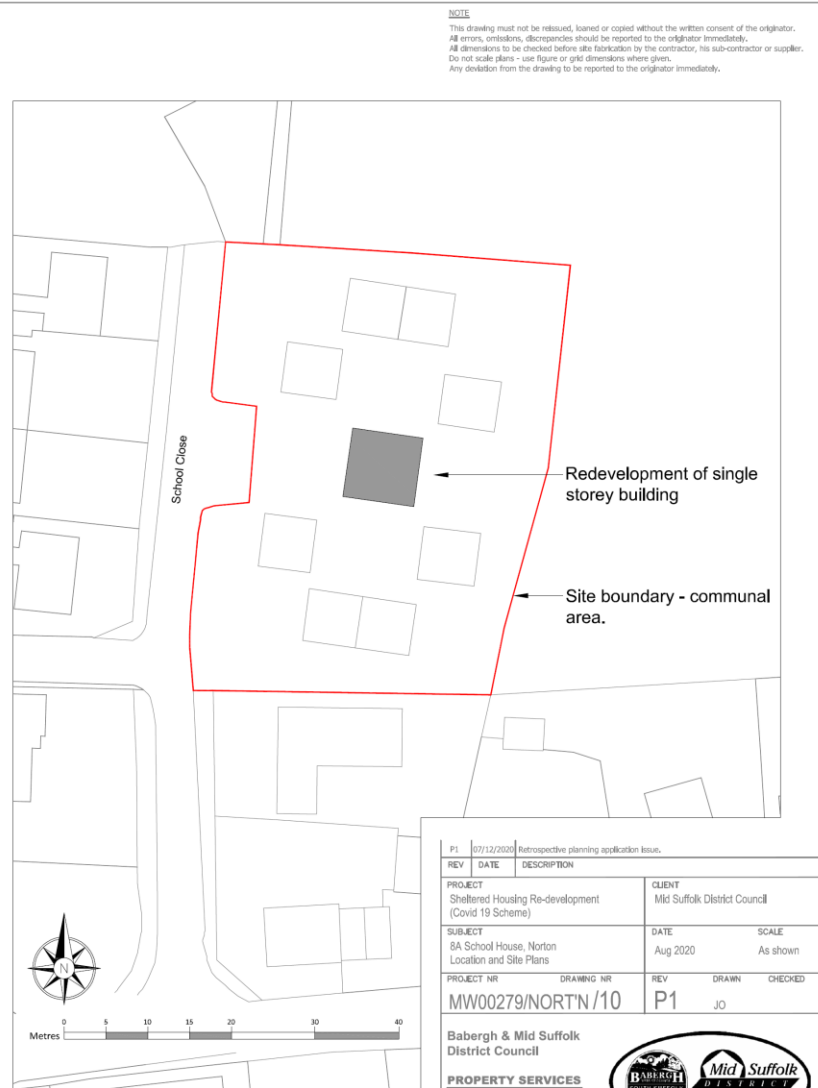 NOTE
This drawing must not be reissued, loaned or copied without the written consent of the originator.
All errors, omissions, discrepancies should be reported to the originator immediately.
All dimensions to be checked before site fabrication by the contractor, his sub-contractor or supplier.
Do not scale plans - use figure or grid dimensions where given.
Any deviation from the drawing to be reported to the originator immediately.
School Close
Redevelopment of single
storey building
Site boundary - communal
area.
N
0 5 10 15 20 30 40
Metres
P1 07/12/2020 Retrospective planning application issue.
REV DATE DESCRIPTION
PROJECT
Sheltered Housing Re-development
(Covid 19 Scheme)
CLIENT
Mid Suffolk District Council
SUBJECT
8A School House, Norton
Location and Site Plans
DATE SCALE
Aug 2020 As shown
PROJECT NR DRAWING NR
MW00279/NORT'N /10
REV DRAWN CHECKED
P1 JO
Babergh & Mid Suffolk
District Council
PROPERTY SERVICES
BABERGH
Mid Suffolk
DISTRICT